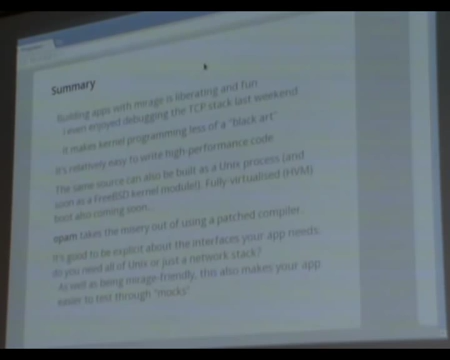 Summary
Building apps with mirage is liberating and fun
I even enjoyed debugging the TCP stack last weekend
It makes kernel programming less of a "black art"
It's relatively easy to write high-performance code
The same source can also be built as a Unix process (and
soon as a FreeBSD kernel module!). Fully-virtualised (HVM)
boot also coming soon...
opam takes the misery out of using a patched compiler
It's good to be explicit about the interfaces your app needs:
do you need all of Unix or just a network stack?
As well as being mirage-friendly, this also makes your app
easier to test through "mocks"